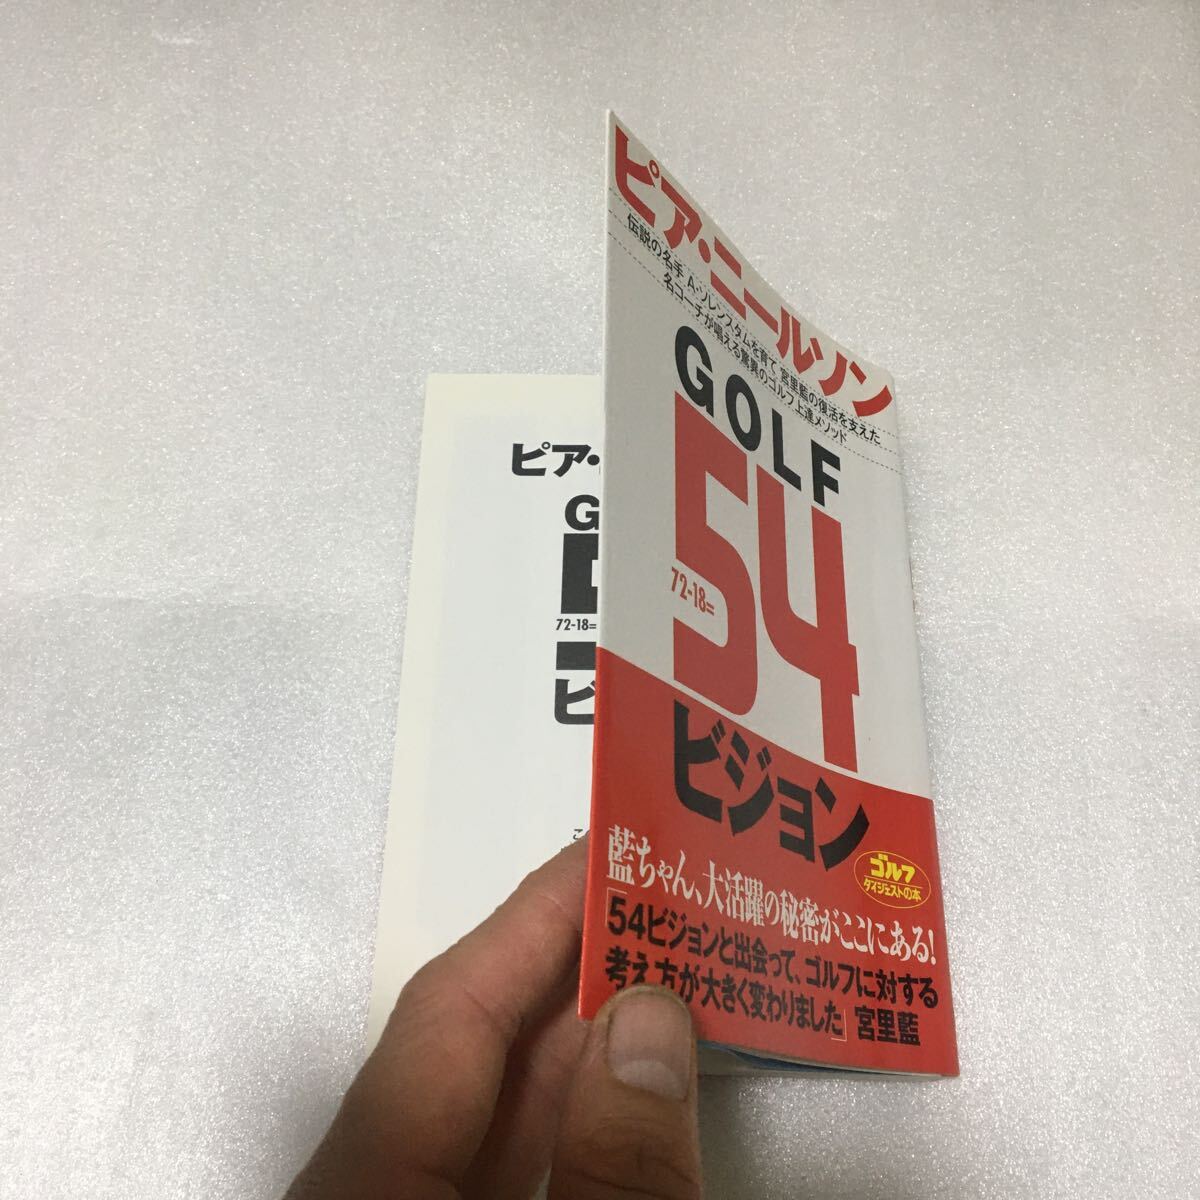 ピア・ニールソン
伝説の名手 A・ソレンスタムを育て 宮里藍の復活を支えた
名コーチが唱える驚異のゴルフ上達メソッド
GOLF
72-18=
54
ビジョン
ゴルフ
ダイジェストの本
藍ちゃん、大活躍の秘密がここにある!
「54ビジョンと出会って、ゴルフに対する
考え方が大きく変わりました」宮里藍
ピア・
G
72-18=
ビ
こ